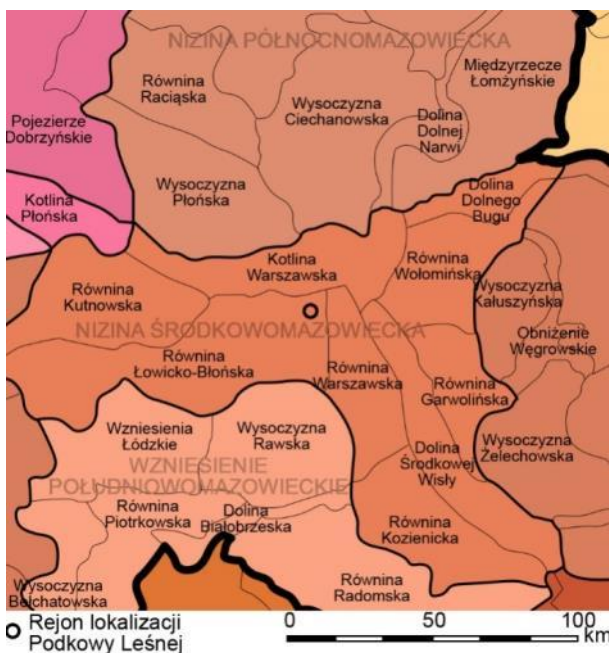 NIZINA PÓŁNOCNOMAZOWIECKA
Międzyrzecze
Łomżyńskie
Równina
Raciąska
Wysoczyzna
Ciechanowska
Dolina
Dolnej
Narwi
Pojezierze
Dobrzyńskie
Wysoczyzna
Płońska
Kotlina
Płońska
Dolina
Dolnego
Bugu
Kotlina
Warszawska
Równina
Wołomińska
Wysoczyzna
Kałuszyńska
Równina
Kutnowska
NIZINA ŚRODKOWOMAZOWIECKA
Obniżenie
Węgrowskie
Równina
Łowicko-Błońska
Równina
Warszawska
Równina
Garwolińska
Wzniesienia
Łódzkie
Wysoczyzna
Rawska
Dolina
Środkowej
Wisły
Wysoczyzna
Żelechowska
WZNIESIENIE
POŁUDNIOWOMAZOWIECKIE
Równina
Piotrkowska
Dolina
Białobrzeska
Równina
Kozienicka
Wysoczyzna
Bełchatowska
Równina
Radomska
Rejon lokalizacji
Podkowy Leśnej
0 50 100
km